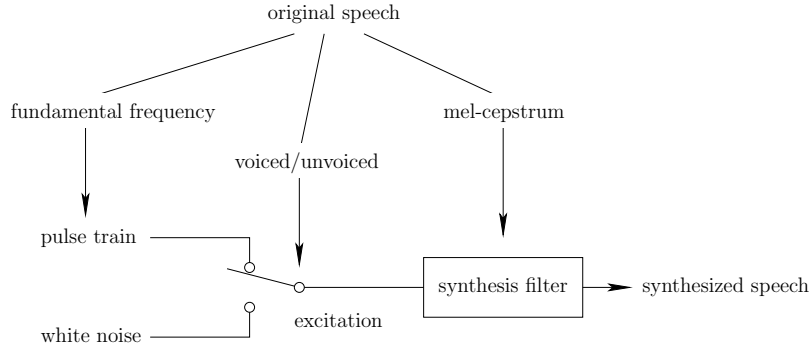 original speech
fundamental frequency
mel-cepstrum
voiced/unvoiced
pulse train
synthesis filter
synthesized speech
excitation
white noise